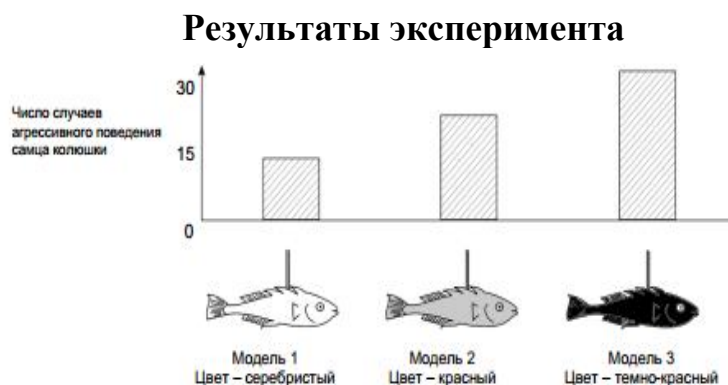 Результаты эксперимента
30
Число случаев
агрессивного поведения
самца колюшки
15
0
Модель 1
Цвет – серебристый
Модель 2
Цвет – красный
Модель 3
Цвет – темно-красный